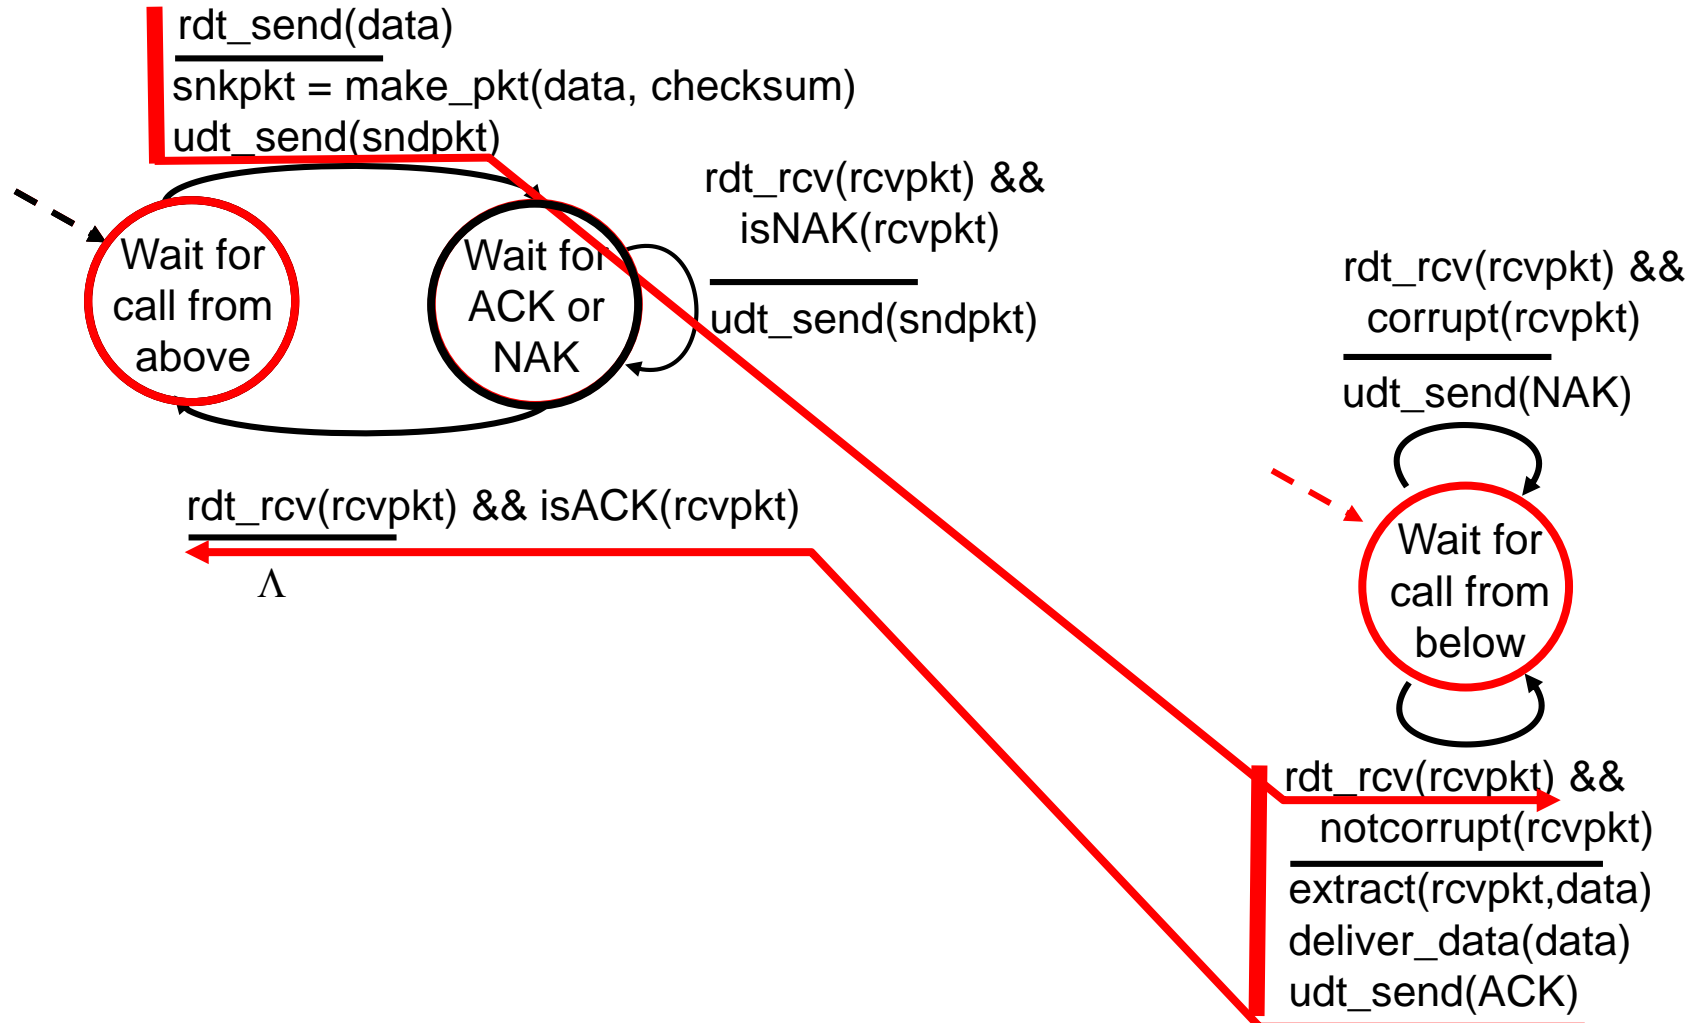 rdt_send(data)
snkpkt = make_pkt(data, checksum)
udt_send(sndpkt)
Wait for
call from
above
Wait for
ACK or
NAK
rdt_rcv(rcvpkt) &&
isNAK(rcvpkt)
udt_send(sndpkt)
rdt_rcv(rcvpkt) && isACK(rcvpkt)
Λ
rdt_rcv(rcvpkt) &&
corrupt(rcvpkt)
udt_send(NAK)
Wait for
call from
below
rdt_rcv(rcvpkt) &&
notcorrupt(rcvpkt)
extract(rcvpkt,data)
deliver_data(data)
udt_send(ACK)